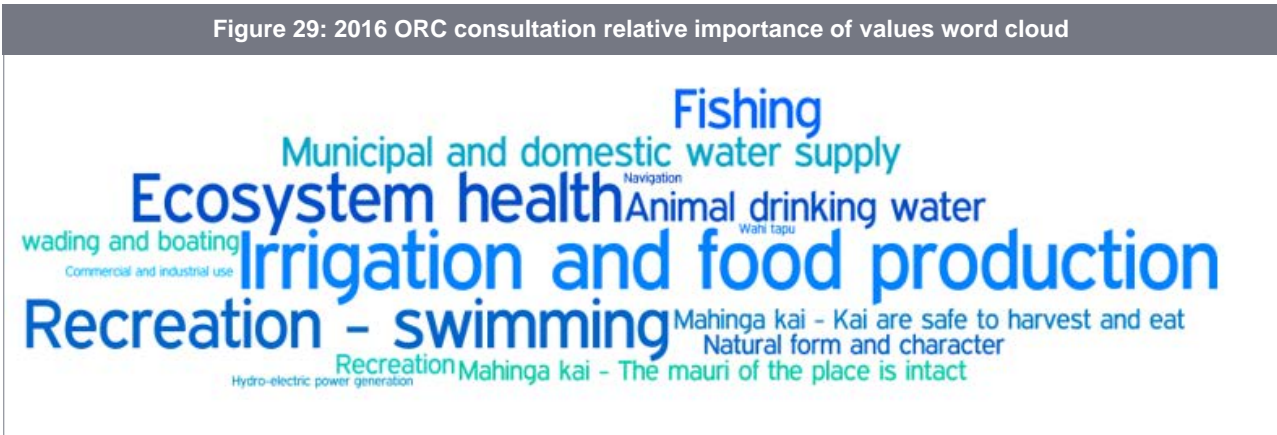 Figure 29: 2016 ORC consultation relative importance of values word cloud
Fishing
Municipal and domestic water supply
Navigation
Ecosystem health
Animal drinking water
Wahi tapu
wading and boating
Irrigation and food production
Commercial and industrial use
Recreation - swimming
Mahinga kai - Kai are safe to harvest and eat
Natural form and character
Recreation
Mahinga kai - The mauri of the place is intact
Hydro-electric power generation